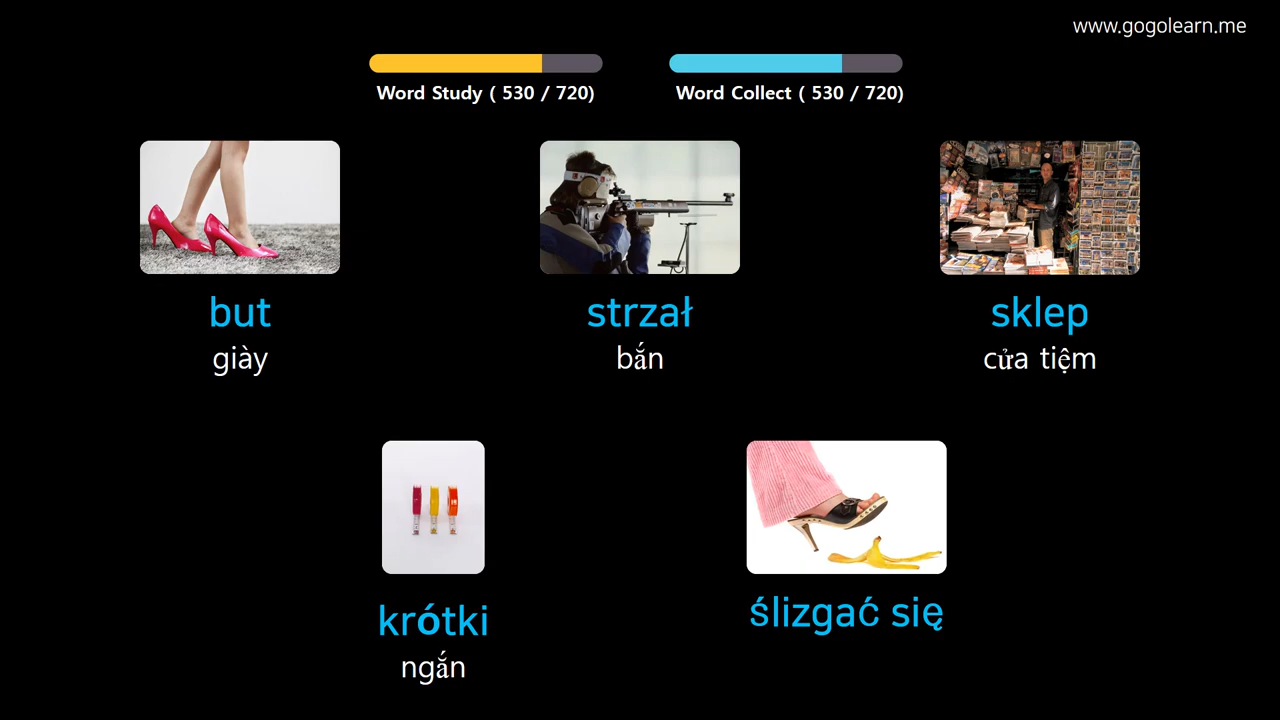 www.gogolearn.me
Word Study ( 530 / 720)
Word Collect ( 530 / 720)
but
giày
strzał
bắn
sklep
cửa tiệm
krótki
ngắn
ślizgać się